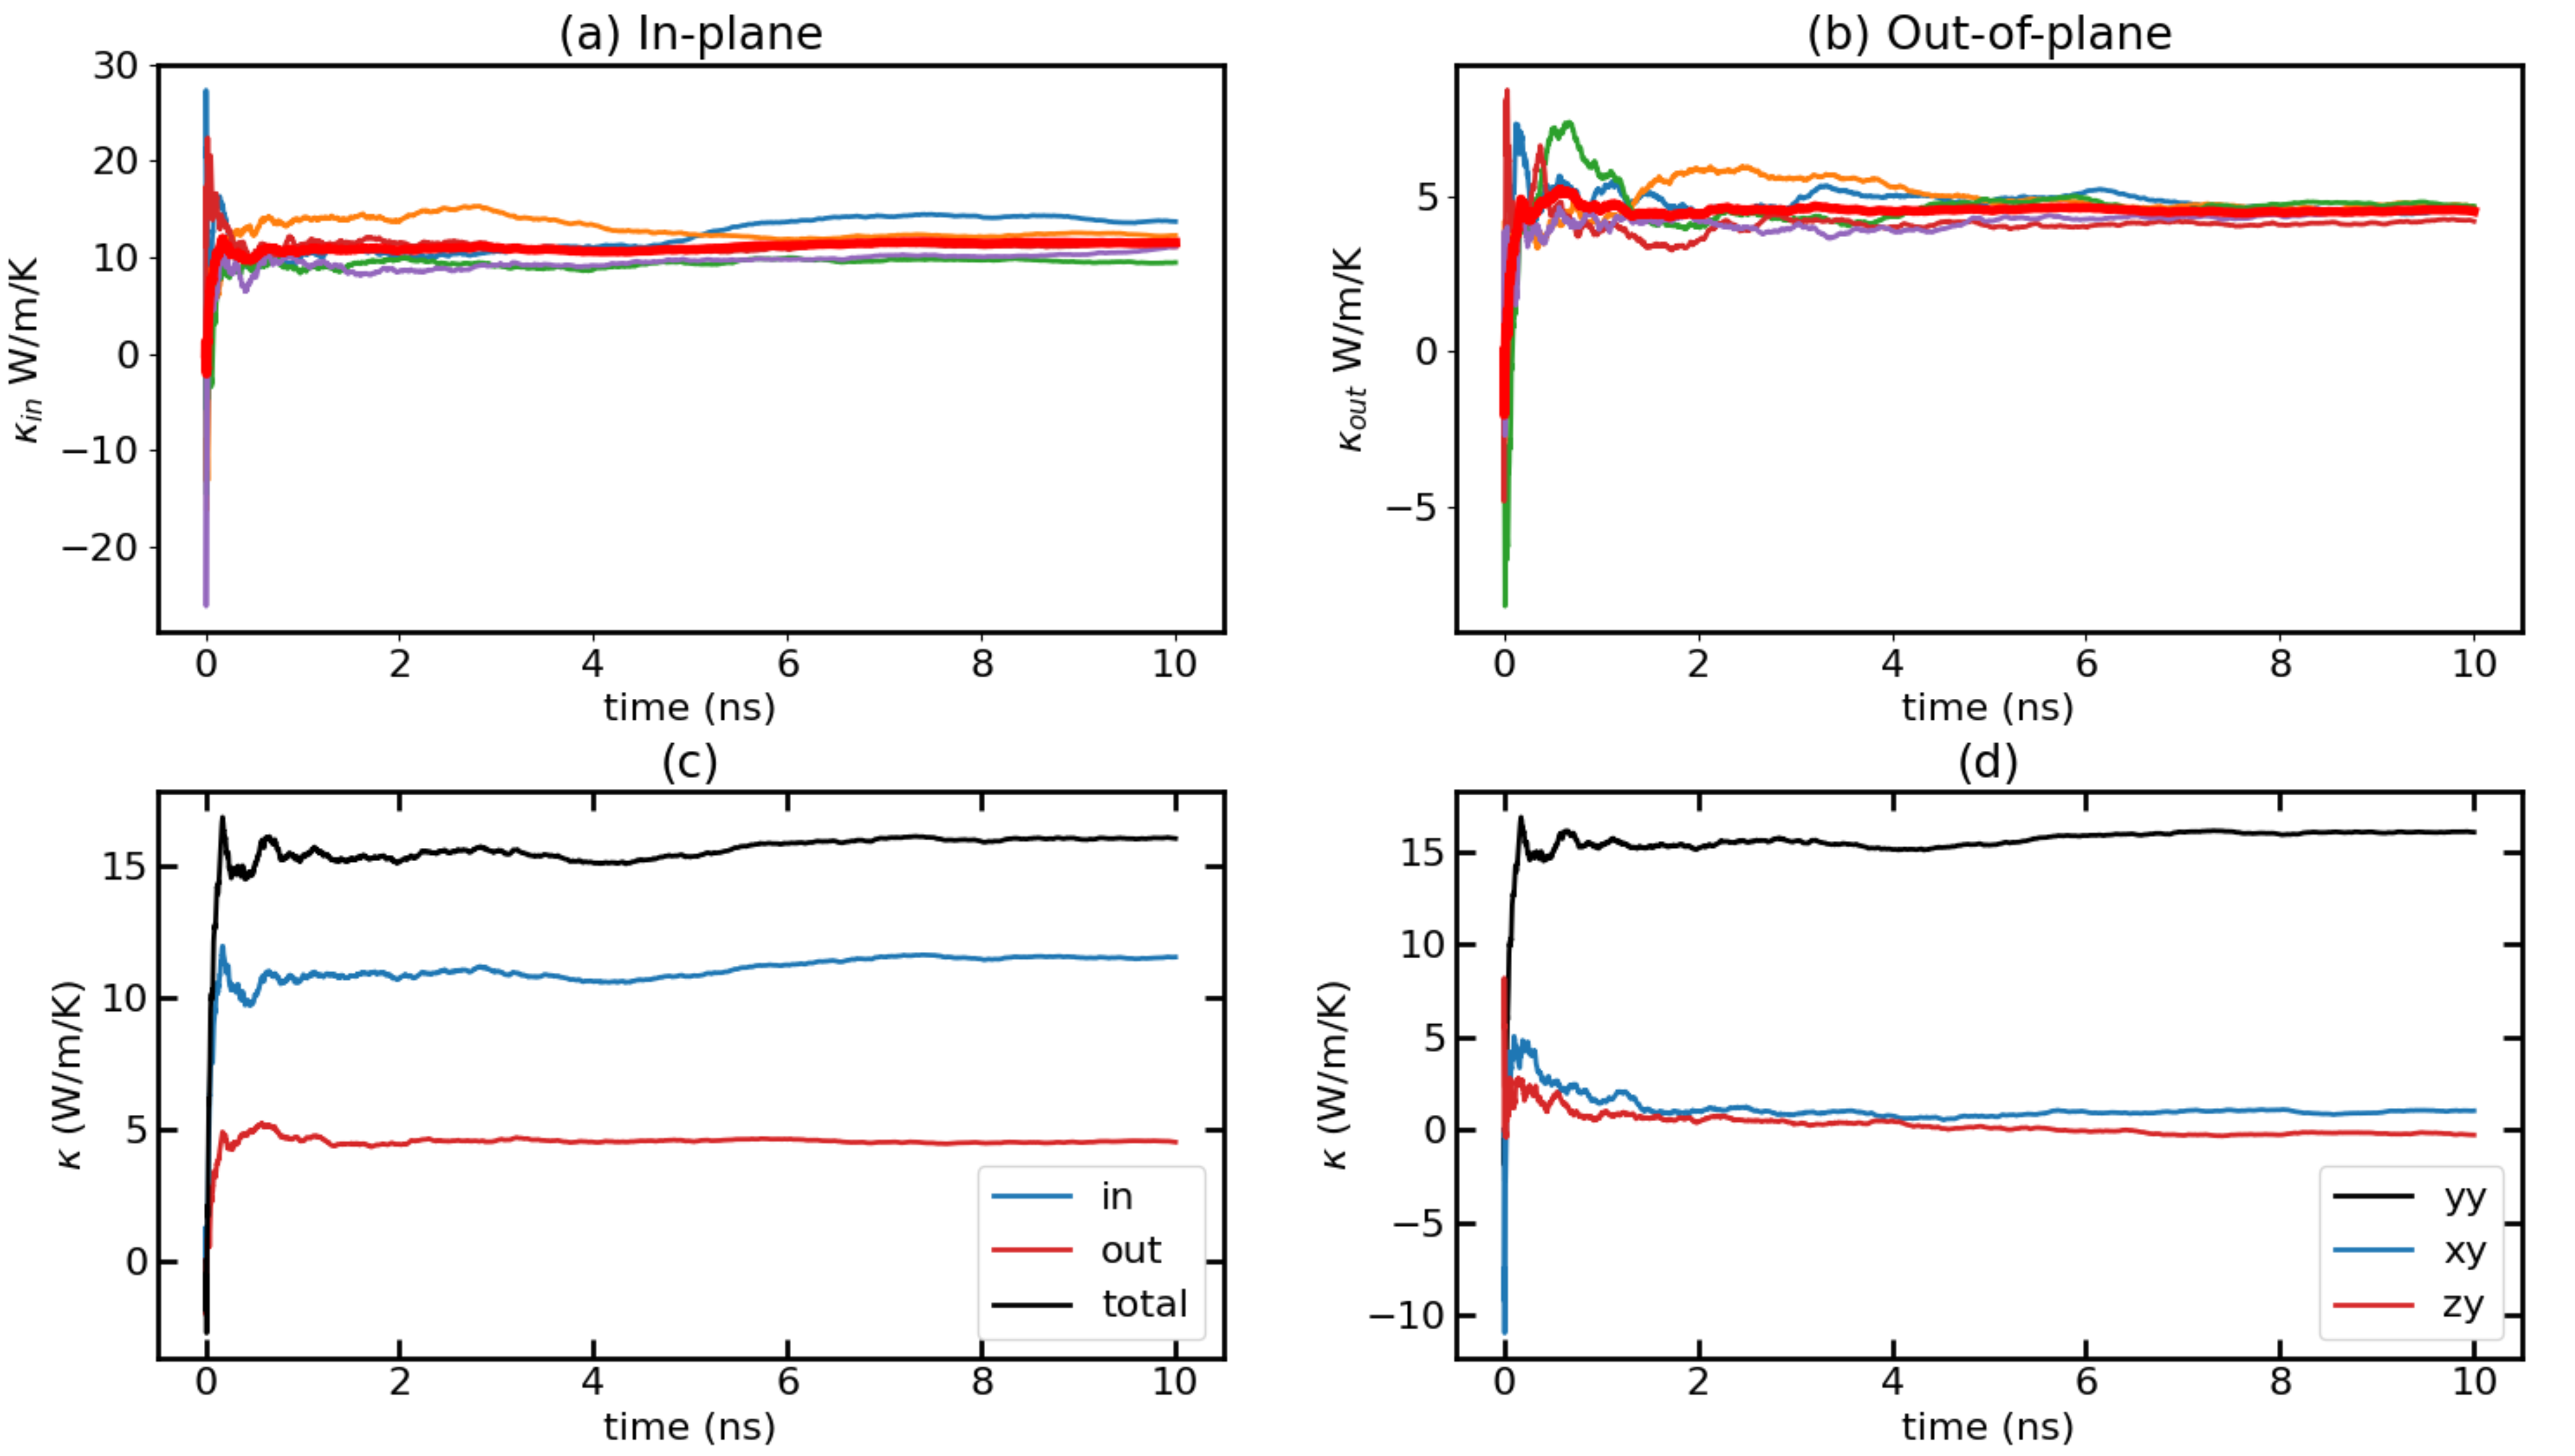 (a) In-plane
30
20
10
0
−10
−20
κin W/m/K
0 2 4 6 8 10
time (ns)
(b) Out-of-plane
5
0
−5
κout W/m/K
0 2 4 6 8 10
time (ns)
(c)
15
10
5
0
κ (W/m/K)
in
out
total
0 2 4 6 8 10
time (ns)
(d)
15
10
5
0
−5
−10
κ (W/m/K)
yy
xy
zy
0 2 4 6 8 10
time (ns)